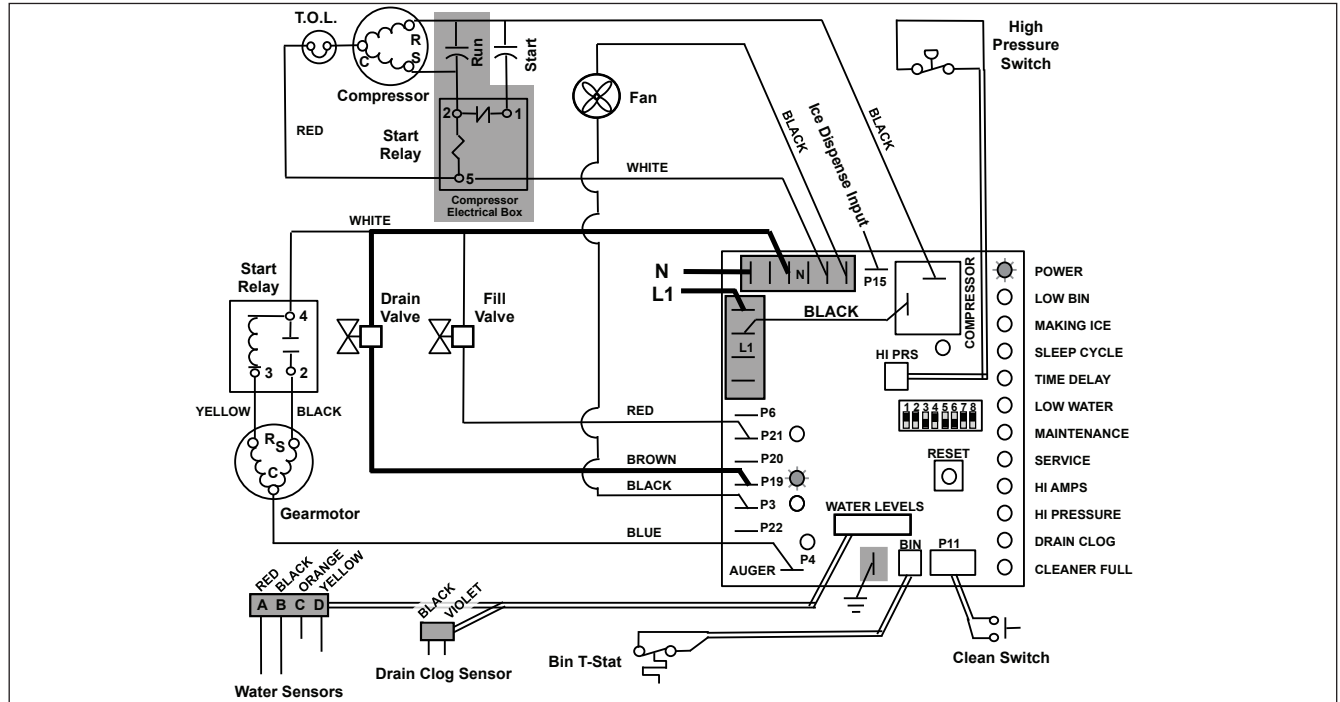 T.O.L.
R
S
C
Compressor
Run
Start
RED
Start
Relay
2
1
5
Compressor
Electrical Box
Fan
BLACK
Ice Dispense Input
BLACK
High
Pressure
Switch
WHITE
WHITE
Start
Relay
4
3
2
YELLOW
BLACK
R
S
C
Gearmotor
Drain
Valve
Fill
Valve
N
L1
N
P15
BLACK
L1
COMPRESSOR
HI PRS
1 2 3 4 5 6 7 8
RESET
RED
BROWN
BLACK
BLUE
P6
P21
P20
P19
P3
P22
P4
AUGER
WATER LEVELS
BIN
P11
POWER
LOW BIN
MAKING ICE
SLEEP CYCLE
TIME DELAY
LOW WATER
MAINTENANCE
SERVICE
HI AMPS
HI PRESSURE
DRAIN CLOG
CLEANER FULL
RED
BLACK
ORANGE
YELLOW
A B C D
Water Sensors
BLACK
VIOLET
Drain Clog Sensor
Bin T-Stat
Clean Switch